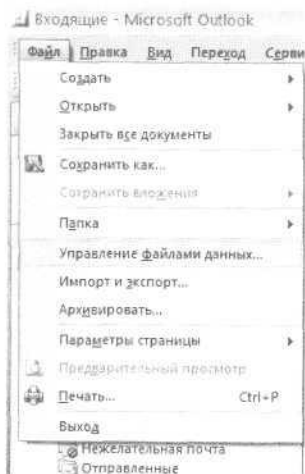 Входящие - Microsoft Outlook
Файл Правка Вид Переход Серви
Создать
Открыть
Закрыть все документы
Сохранить как...
Сохранить вложения
Папка
Управление файлами данных...
Импорт и экспорт...
Архивировать...
Параметры страницы
Предварительный просмотр
Печать... Ctrl+P
Выход
Нежелательная почта
Отправленные